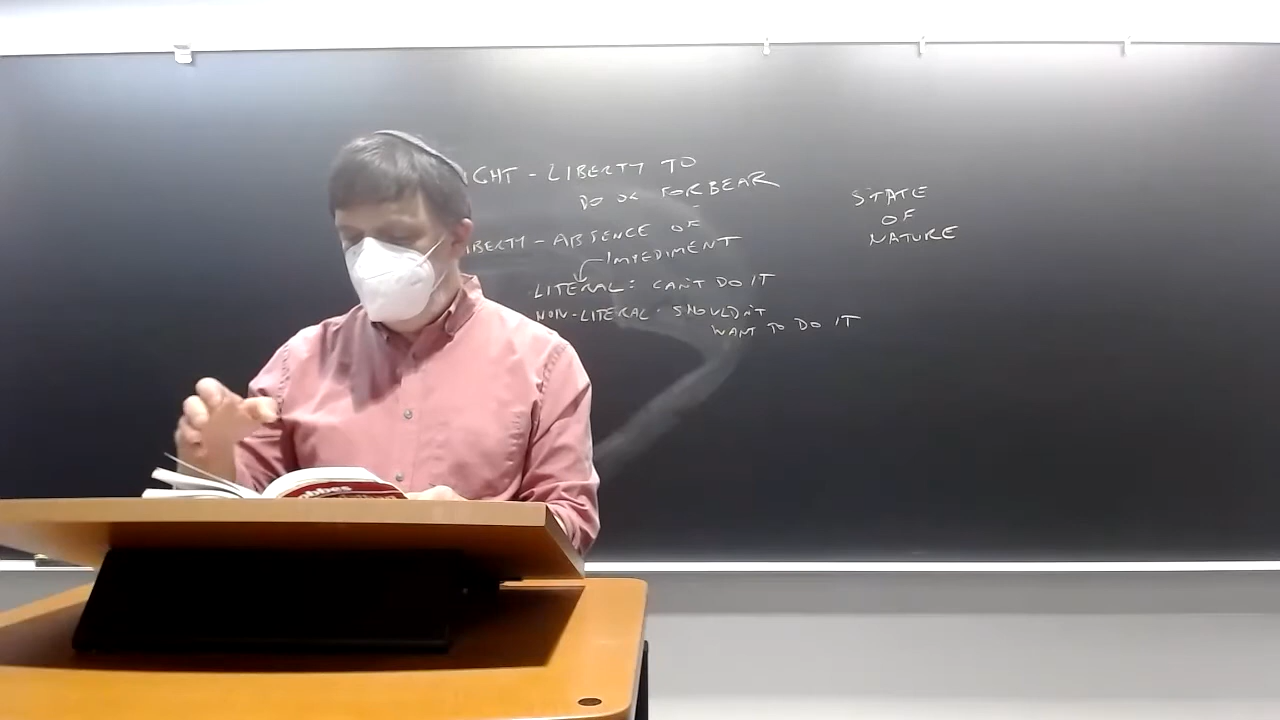 IGHT - LIBERTY TO
DO OR FORBEAR
IBERTY - ABSENCE OF
IMPEDIMENT
LITERAL: CAN'T DO IT
NON-LITERAL: SHOULDN'T
WANT TO DO IT
STATE
OF
NATURE